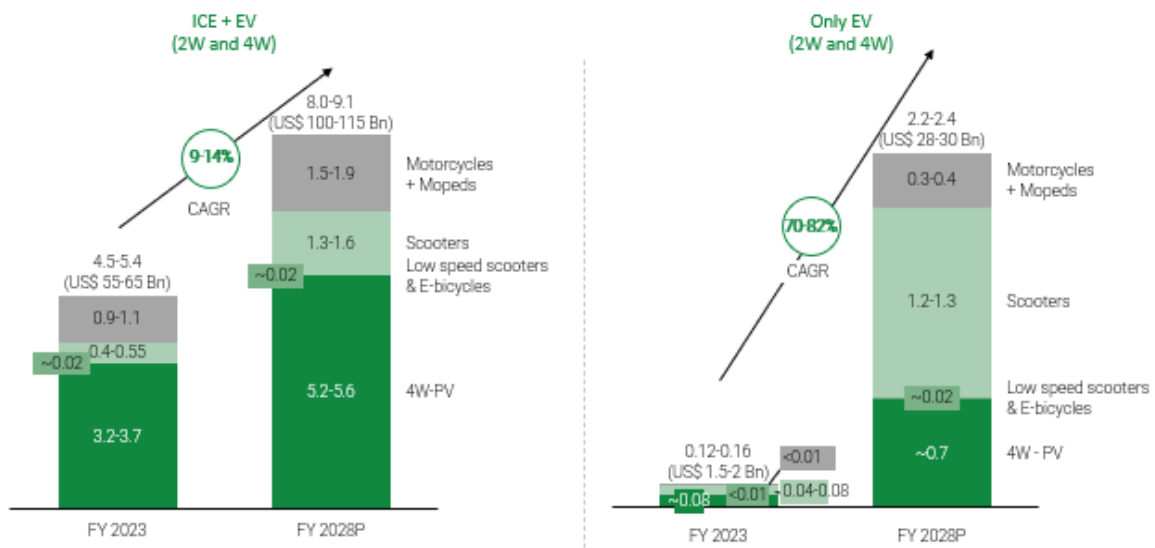 ICE + EV
(2W and 4W)
9-14%
CAGR
8.0-9.1
(US$ 100-115 Bn)
1.5-1.9
Motorcycles
+ Mopeds
1.3-1.6
Scooters
~0.02
Low speed scooters
& E-bicycles
5.2-5.6
4W-PV
4.5-5.4
(US$ 55-65 Bn)
0.9-1.1
0.4-0.55
~0.02
3.2-3.7
FY 2023
FY 2028P
Only EV
(2W and 4W)
70-82%
CAGR
2.2-2.4
(US$ 28-30 Bn)
0.3-0.4
Motorcycles
+ Mopeds
1.2-1.3
Scooters
~0.02
Low speed scooters
& E-bicycles
~0.7
4W - PV
0.12-0.16
(US$ 1.5-2 Bn)
<0.01
~0.08
<0.01
~0.04-0.08
FY 2023
FY 2028P